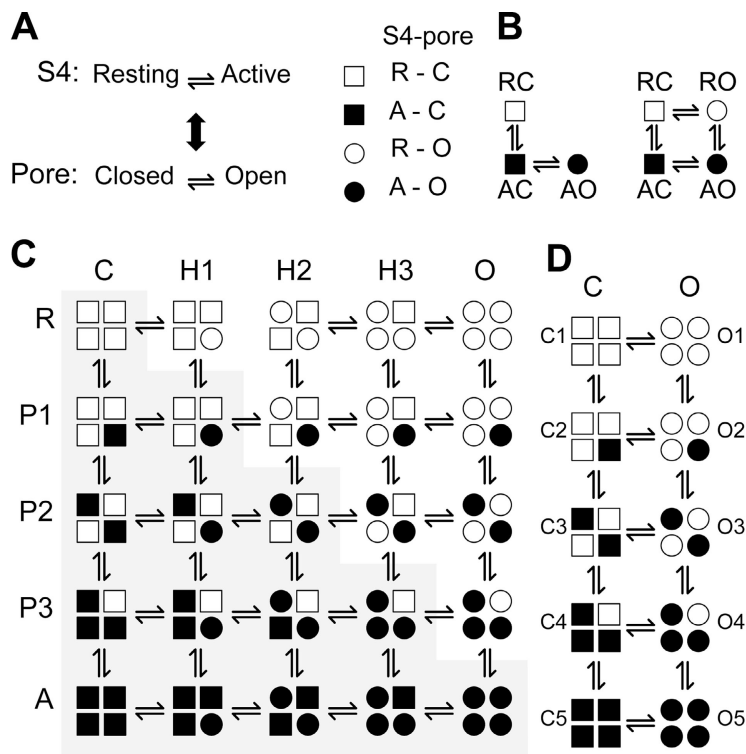 A
S4: Resting ⇌ Active
Pore: Closed ⇌ Open
S4-pore
R - C
A - C
R - O
A - O
B
RC
AC AO
RC RO
AC AO
C
C H1 H2 H3 O
R
P1
P2
P3
A
D
C O
C1 O1
C2 O2
C3 O3
C4 O4
C5 O5